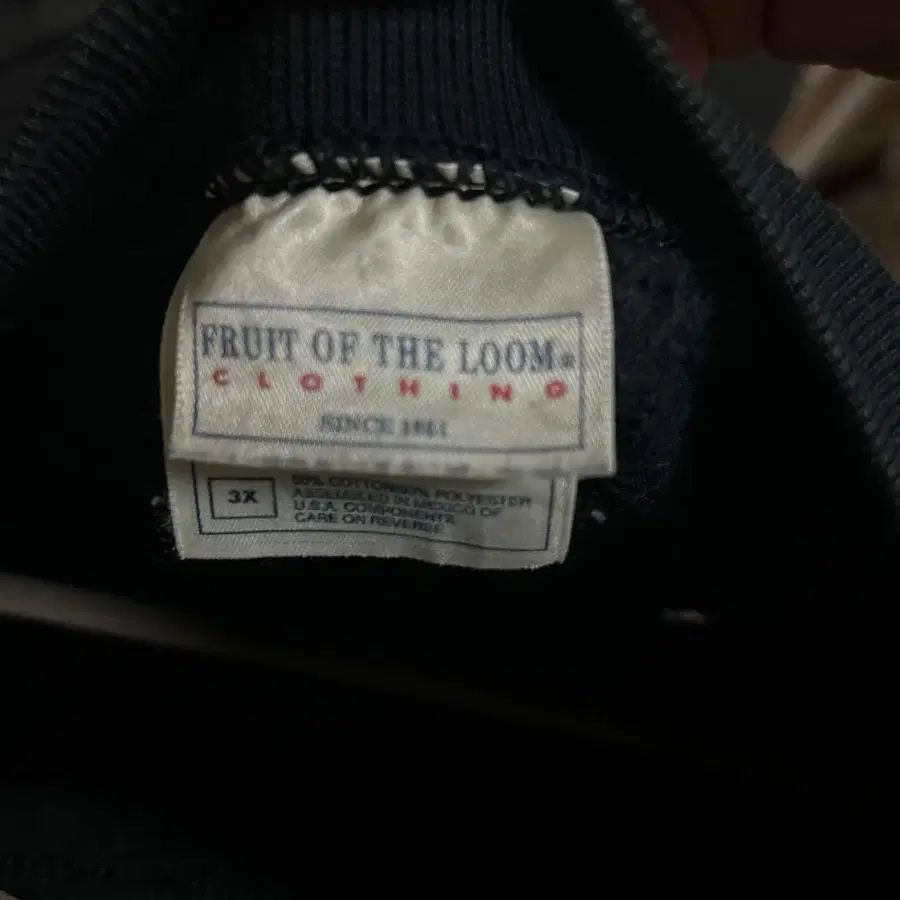 FRUIT OF THE LOOM®
CLOTHING
SINCE 1851
3X
50% COTTON 50% POLYESTER
ASSEMBLED IN MEXICO OF
U.S.A. COMPONENTS
CARE ON REVERSE